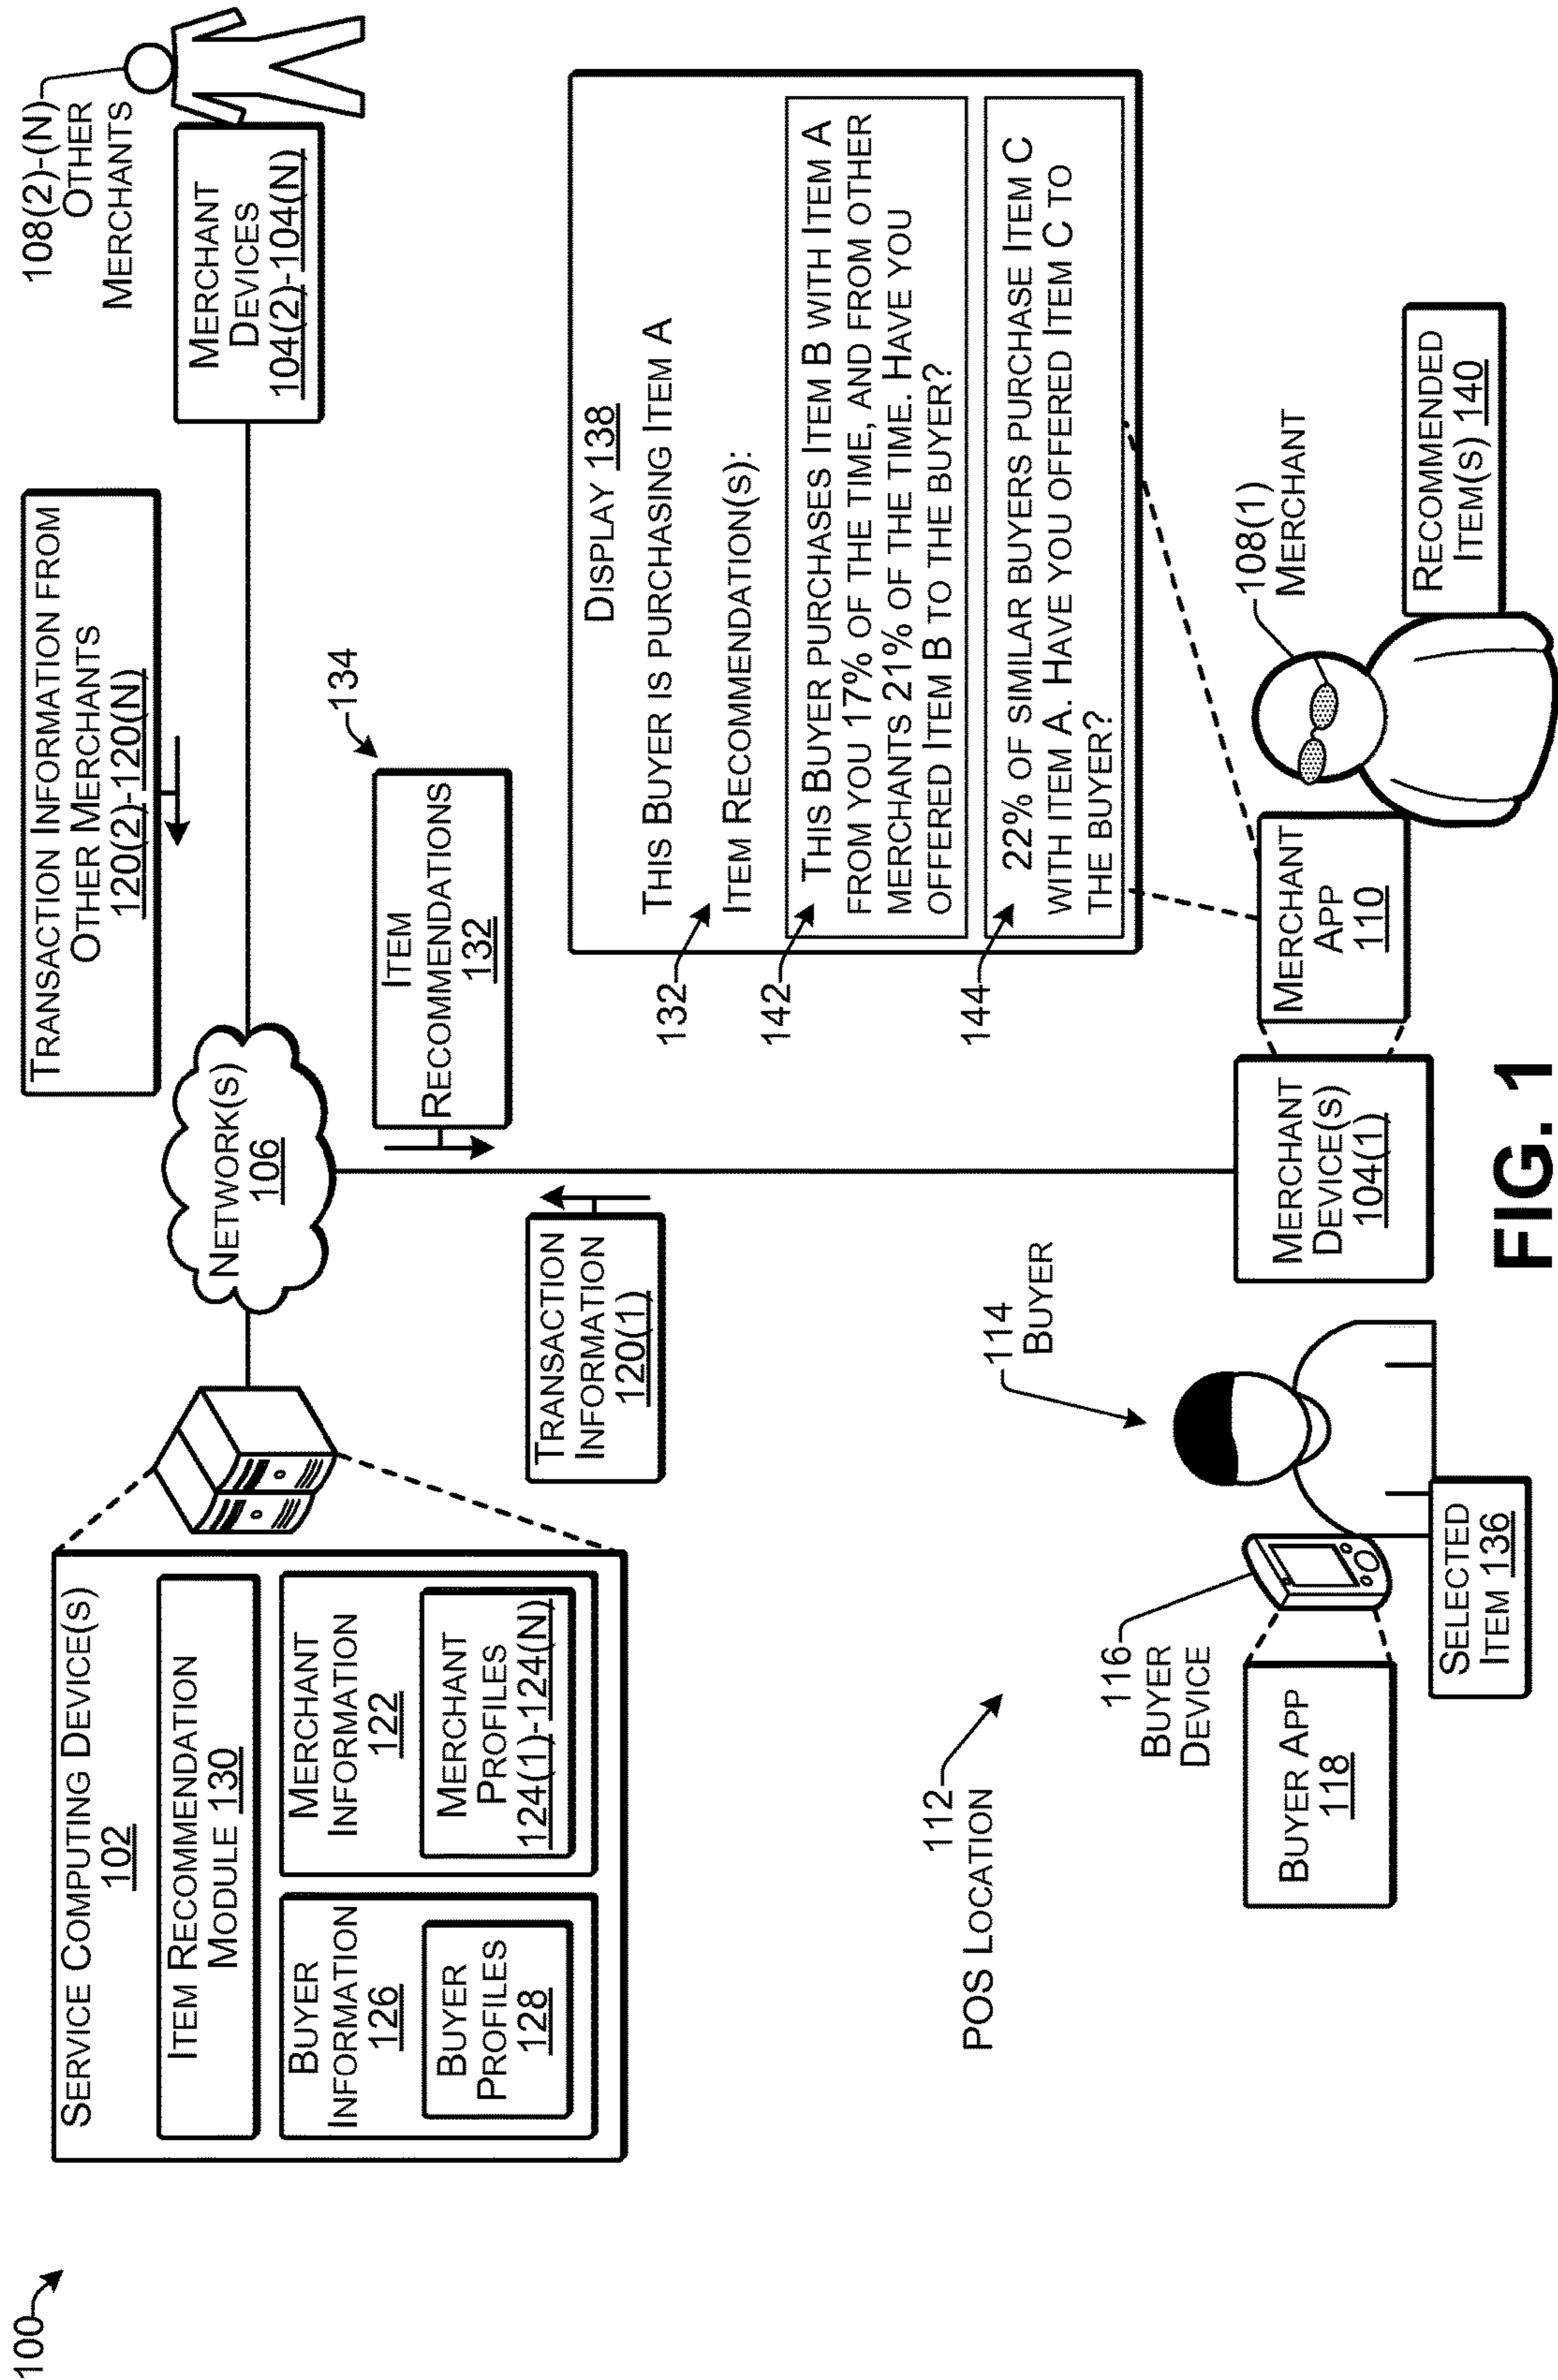 100
SERVICE COMPUTING DEVICE(S)
102
ITEM RECOMMENDATION
MODULE 130
BUYER
INFORMATION
126
BUYER
PROFILES
128
MERCHANT
INFORMATION
122
MERCHANT
PROFILES
124(1)-124(N)
NETWORK(S)
106
TRANSACTION INFORMATION FROM
OTHER MERCHANTS
120(2)-120(N)
108(2)-(N)
OTHER
MERCHANTS
MERCHANT
DEVICES
104(2)-104(N)
TRANSACTION
INFORMATION
120(1)
ITEM
RECOMMENDATIONS
132
134
DISPLAY 138
THIS BUYER IS PURCHASING ITEM A
132
ITEM RECOMMENDATION(S):
142
THIS BUYER PURCHASES ITEM B WITH ITEM A
FROM YOU 17% OF THE TIME, AND FROM OTHER
MERCHANTS 21% OF THE TIME. HAVE YOU
OFFERED ITEM B TO THE BUYER?
144
22% OF SIMILAR BUYERS PURCHASE ITEM C
WITH ITEM A. HAVE YOU OFFERED ITEM C TO
THE BUYER?
112
POS LOCATION
114
BUYER
116
BUYER
DEVICE
BUYER APP
118
SELECTED
ITEM 136
MERCHANT
DEVICE(S)
104(1)
MERCHANT
APP
110
108(1)
MERCHANT
RECOMMENDED
ITEM(S) 140
FIG. 1